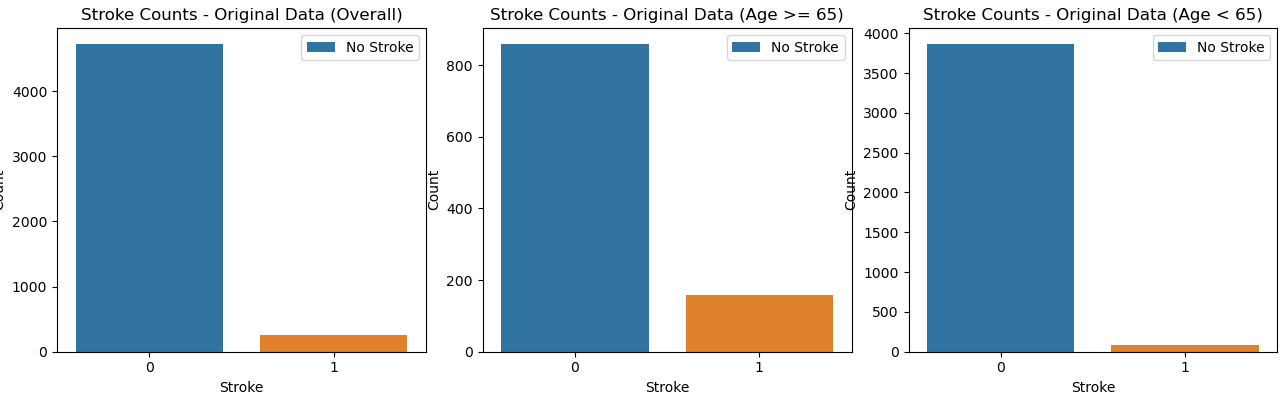 Stroke Counts - Original Data (Overall)
No Stroke
4000
3000
2000
1000
0
Count
0 1
Stroke
Stroke Counts - Original Data (Age >= 65)
No Stroke
800
600
400
200
0
Count
0 1
Stroke
Stroke Counts - Original Data (Age < 65)
No Stroke
4000
3500
3000
2500
2000
1500
1000
500
0
Count
0 1
Stroke